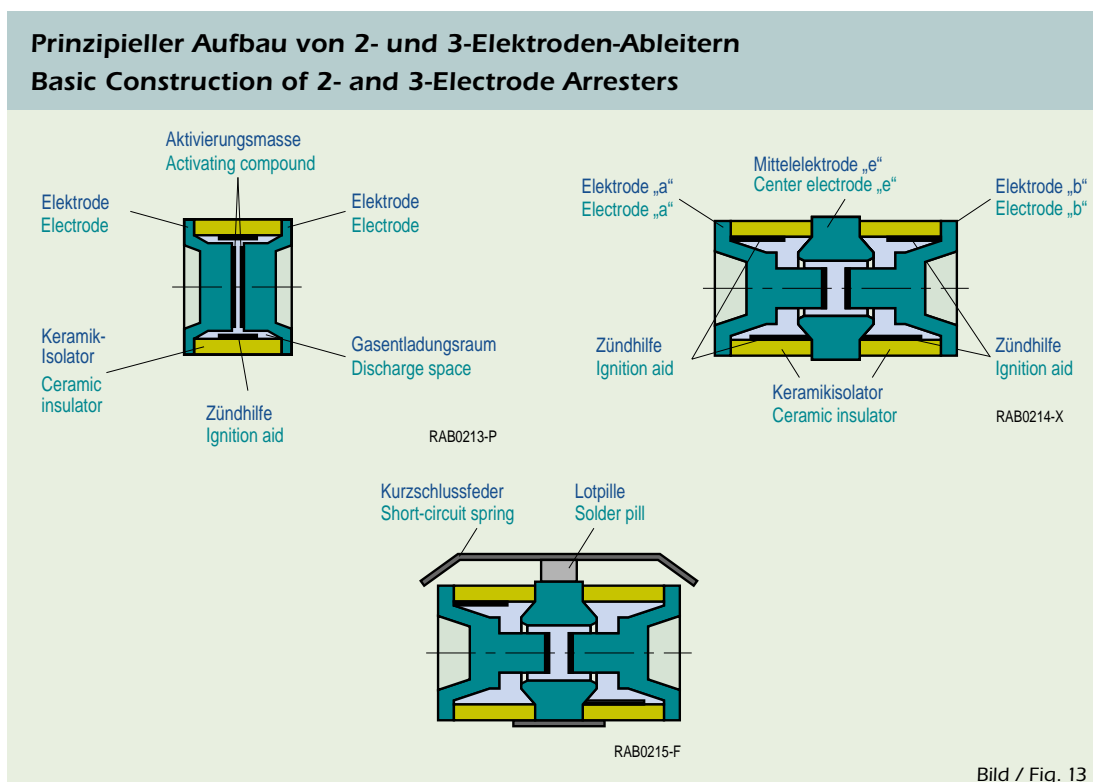 Prinzipieller Aufbau von 2- und 3-Elektroden-Ableitern
Basic Construction of 2- and 3-Electrode Arresters
Aktivierungsmasse
Activating compound
Elektrode
Electrode
Elektrode
Electrode
Keramik-
Isolator
Ceramic
insulator
Gasentladungsraum
Discharge space
Zündhilfe
Ignition aid
RAB0213-P
Mittelelektrode „e“
Center electrode „e“
Elektrode „a“
Electrode „a“
Elektrode „b“
Electrode „b“
Zündhilfe
Ignition aid
Zündhilfe
Ignition aid
Keramikisolator
Ceramic insulator
RAB0214-X
Kurzschlussfeder
Short-circuit spring
Lotpille
Solder pill
RAB0215-F
Bild / Fig. 13